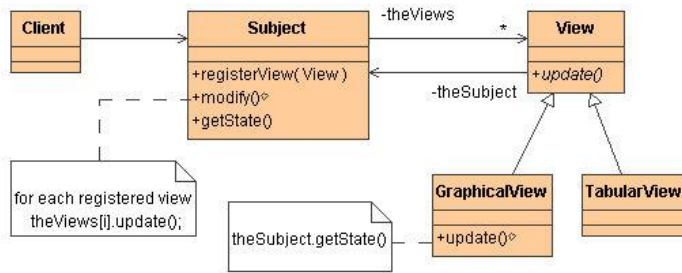 Client
Subject
-theViews
*
View
+registerView( View )
+modify()
+getState()
+update()
-theSubject
for each registered view
theViews[i].update();
GraphicalView
TabularView
theSubject.getState()
+update()